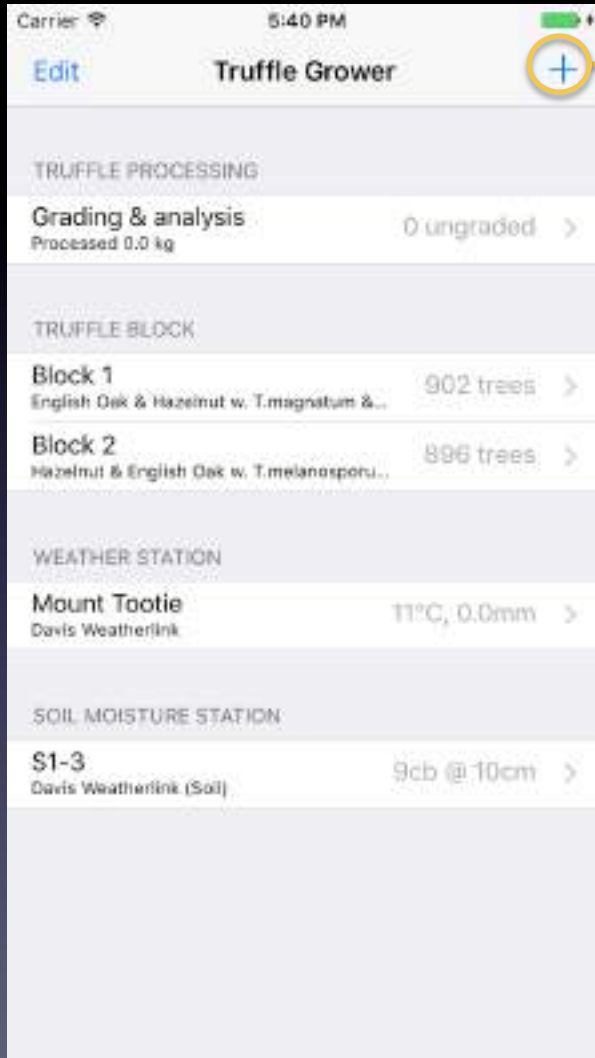 Carrier 5:40 PM
Edit Truffle Grower +
TRUFFLE PROCESSING
Grading & analysis 0 ungraded >
Processed 0.0 kg
TRUFFLE BLOCK
Block 1 902 trees >
English Oak & Hazelnut w. T.magnatum &...
Block 2 896 trees >
Hazelnut & English Oak w. T.melanosporu...
WEATHER STATION
Mount Tootie 11°C, 0.0mm >
Davis Weatherlink
SOIL MOISTURE STATION
S1-3 9cb @ 10cm >
Davis Weatherlink (Soil)